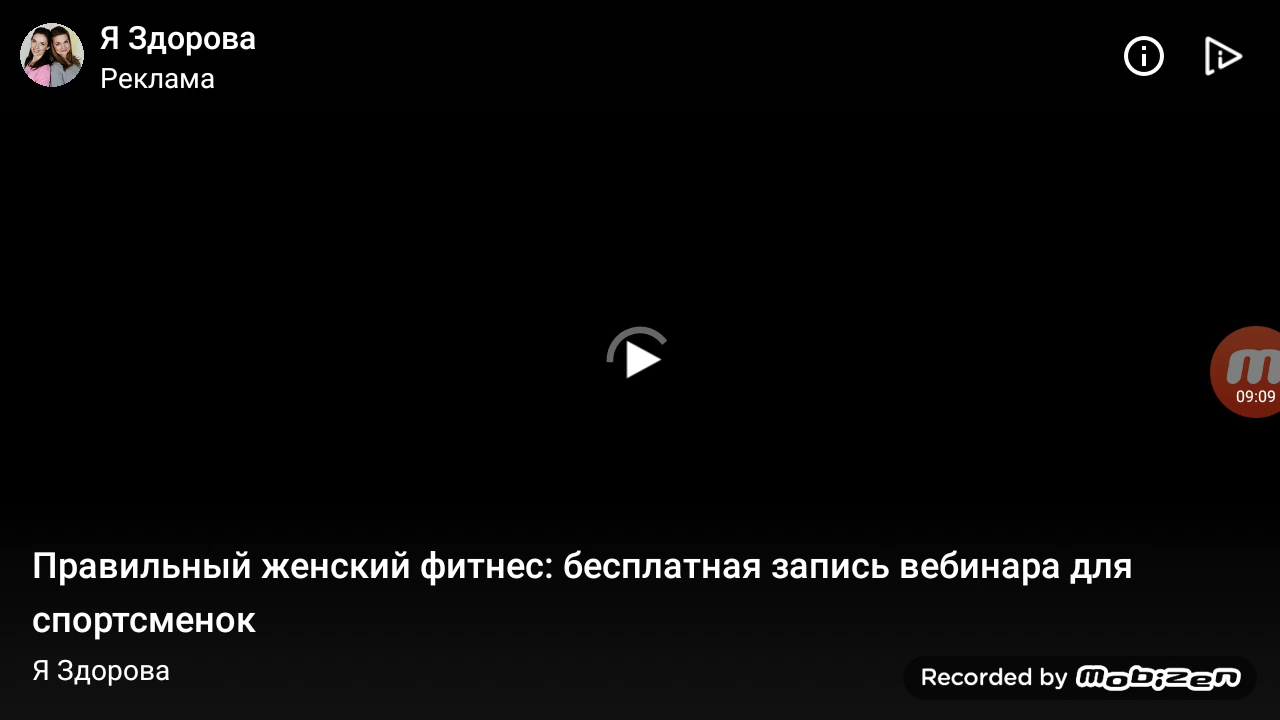 Я Здорова
Реклама
09:09
Правильный женский фитнес: бесплатная запись вебинара для
спортсменок
Я Здорова
Recorded by mobizen